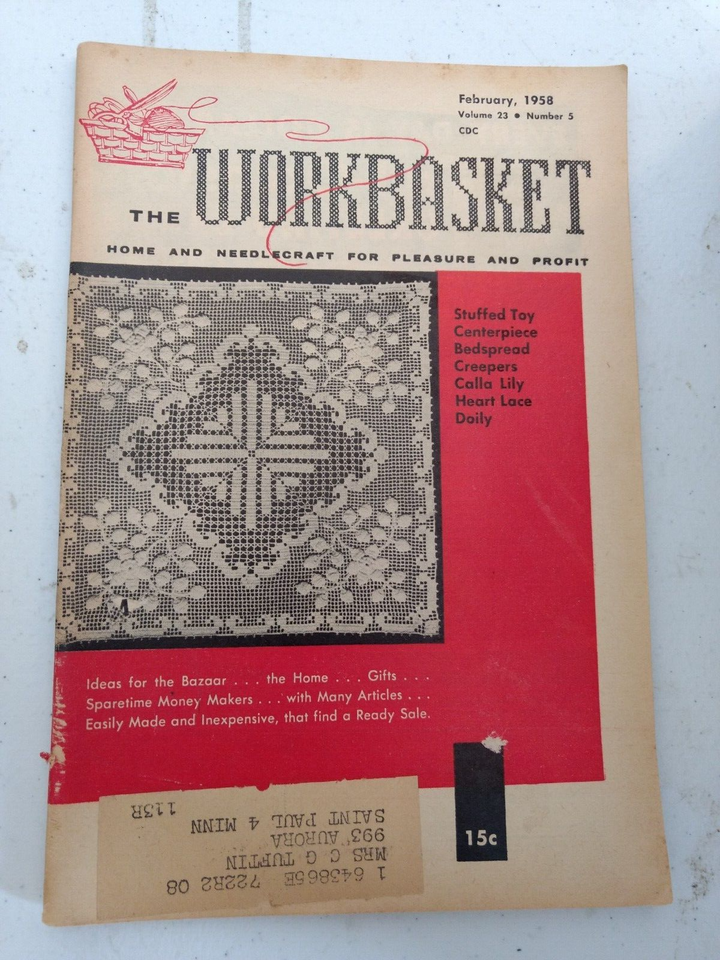 February, 1958
Volume 23 • Number 5
CDC
THE WORKBASKET
HOME AND NEEDLECRAFT FOR PLEASURE AND PROFIT
Stuffed Toy
Centerpiece
Bedspread
Creepers
Calla Lily
Heart Lace
Doily
Ideas for the Bazaar . . . the Home . . . Gifts . . .
Sparetime Money Makers . . . with Many Articles . . .
Easily Made and Inexpensive, that find a Ready Sale.
15c
1 643865E 722R2 08
MRS C G TUFTIN
993 AURORA
SAINT PAUL 4 MINN
113R